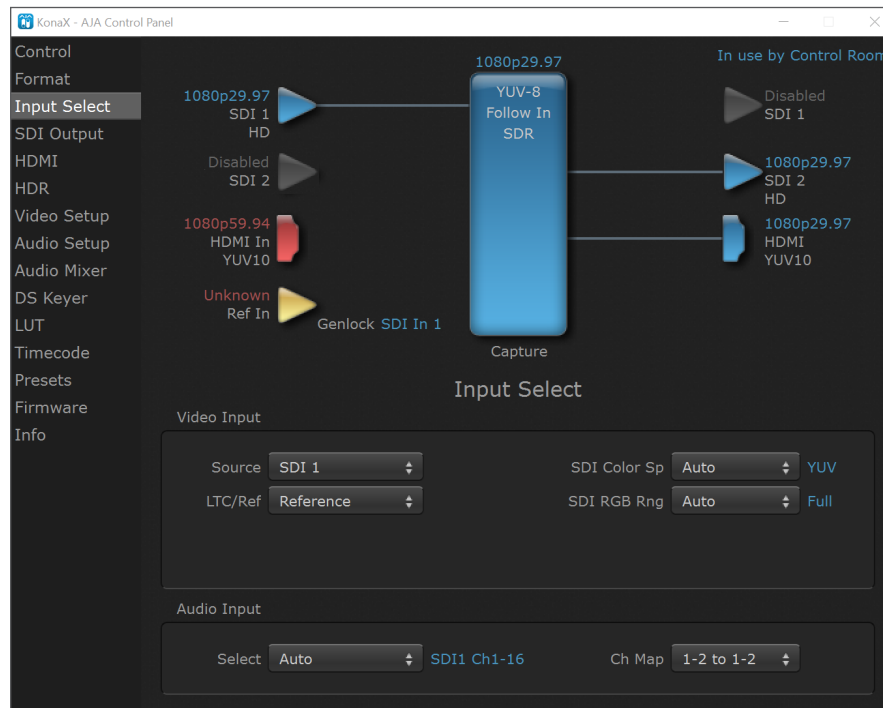 KonaX - AJA Control Panel
Control
Format
Input Select
SDI Output
HDMI
HDR
Video Setup
Audio Setup
Audio Mixer
DS Keyer
LUT
Timecode
Presets
Firmware
Info
1080p29.97
SDI 1
HD
Disabled
SDI 2
1080p59.94
HDMI In
YUV10
Unknown
Ref In
Genlock SDI In 1
1080p29.97
YUV-8
Follow In
SDR
Capture
In use by Control Room
Disabled
SDI 1
1080p29.97
SDI 2
HD
1080p29.97
HDMI
YUV10
Input Select
Video Input
Source SDI 1
SDI Color Sp Auto YUV
LTC/Ref Reference
SDI RGB Rng Auto Full
Audio Input
Select Auto SDI1 Ch1-16
Ch Map 1-2 to 1-2